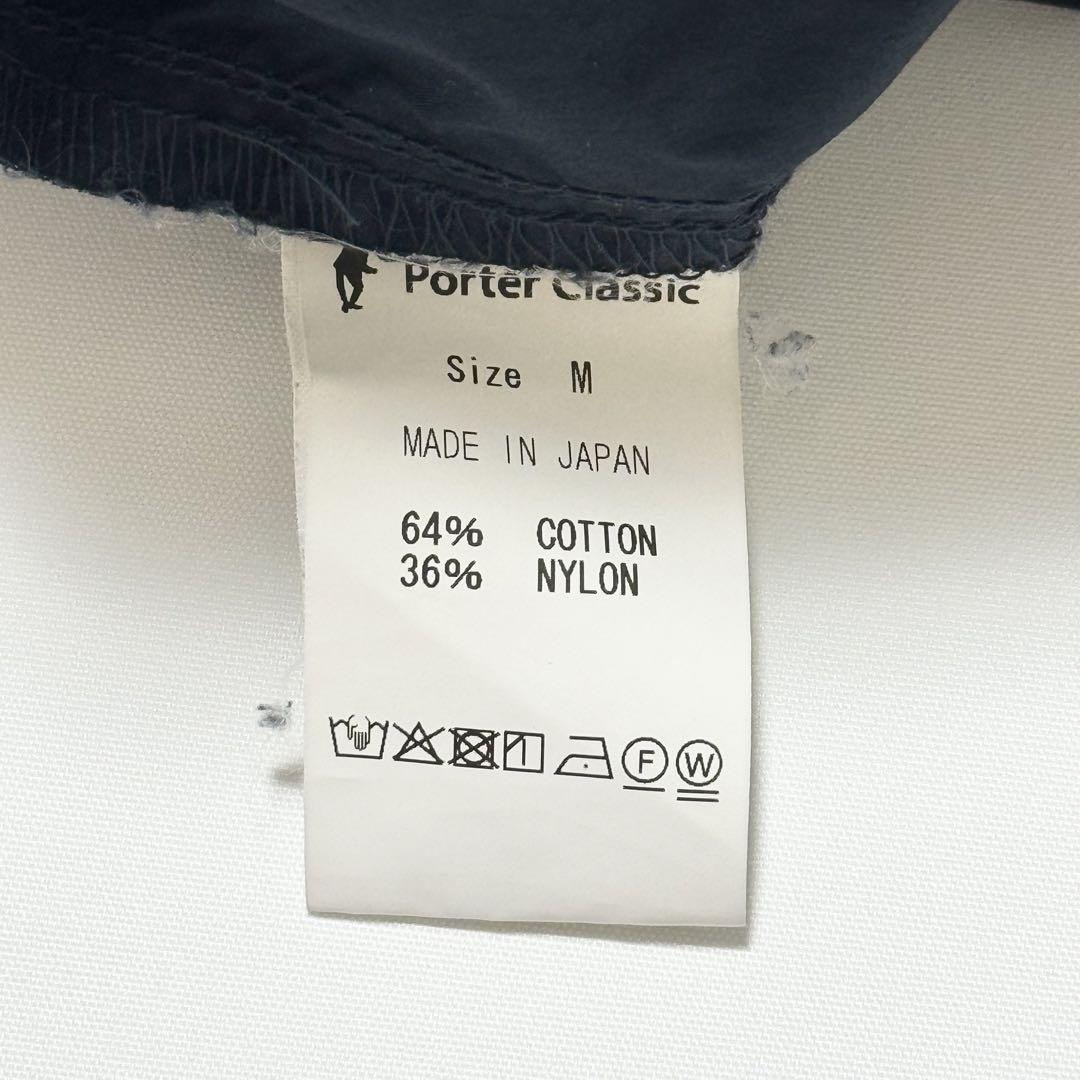 Porter Classic
Size M
MADE IN JAPAN
64% COTTON
36% NYLON
F W